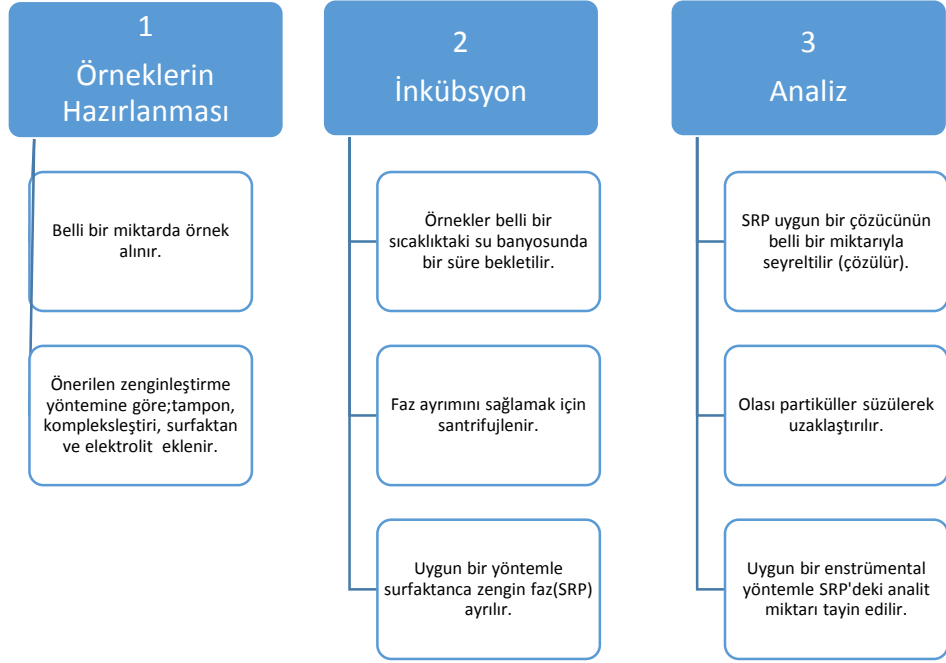 1
Örneklerin
Hazırlanması
Belli bir miktarda örnek
alınır.
Önerilen zenginleştirme
yöntemine göre;tampon,
kompleksleştiri, surfaktan
ve elektrolit eklenir.
2
İnkübsyon
Örnekler belli bir
sıcaklıktaki su banyosunda
bir süre bekletilir.
Faz ayrımını sağlamak için
santrifujlenir.
Uygun bir yöntemle
surfaktanca zengin faz(SRP)
ayrılır.
3
Analiz
SRP uygun bir çözücünün
belli bir miktarıyla
seyreltilir (çözülür).
Olası partiküller süzülerek
uzaklaştırılır.
Uygun bir enstrümental
yöntemle SRP'deki analit
miktarı tayin edilir.